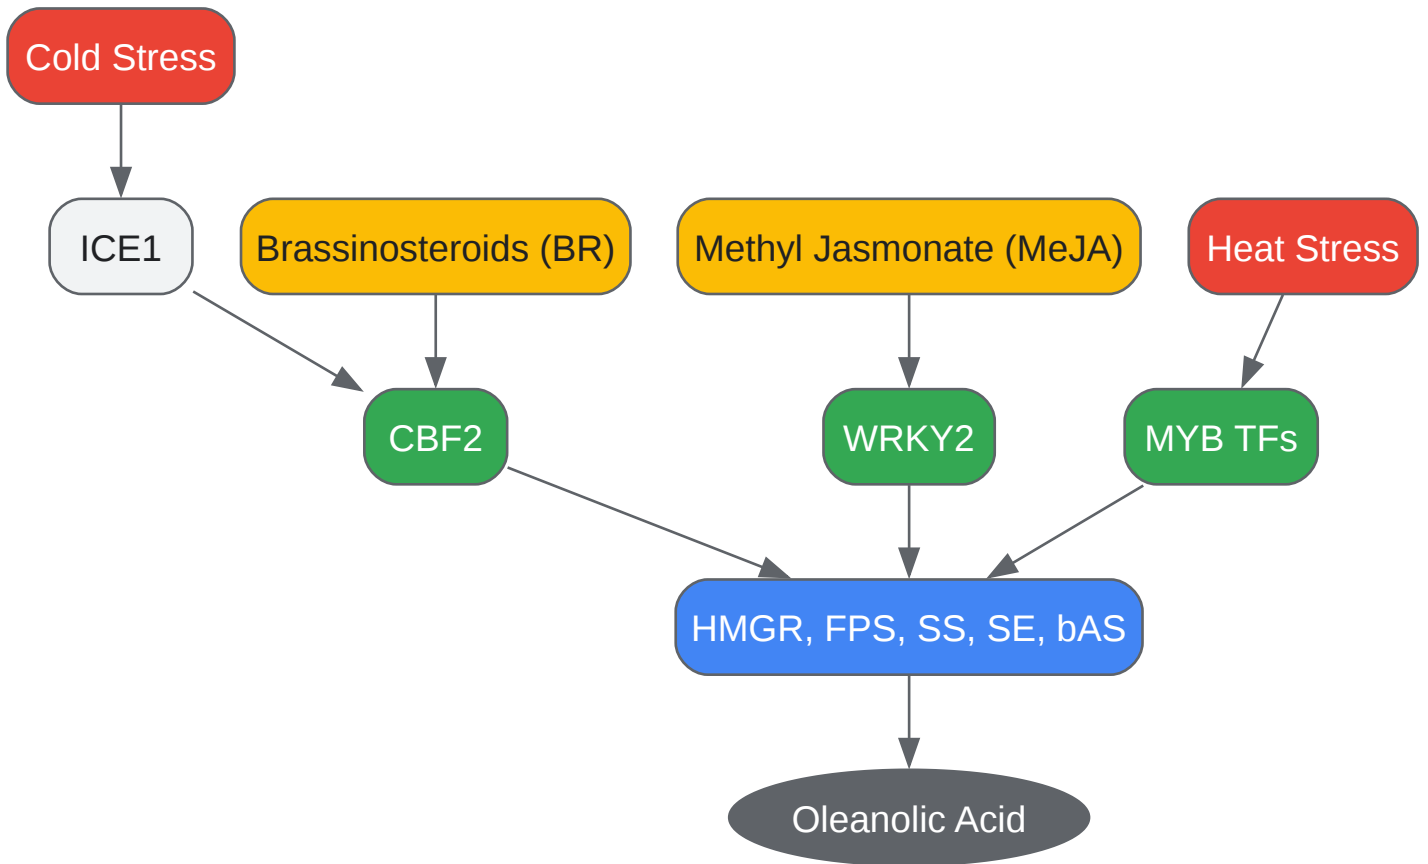 Cold Stress
ICE1
Brassinosteroids (BR)
Methyl Jasmonate (MeJA)
Heat Stress
CBF2
WRKY2
MYB TFs
HMGR, FPS, SS, SE, bAS
Oleanolic Acid